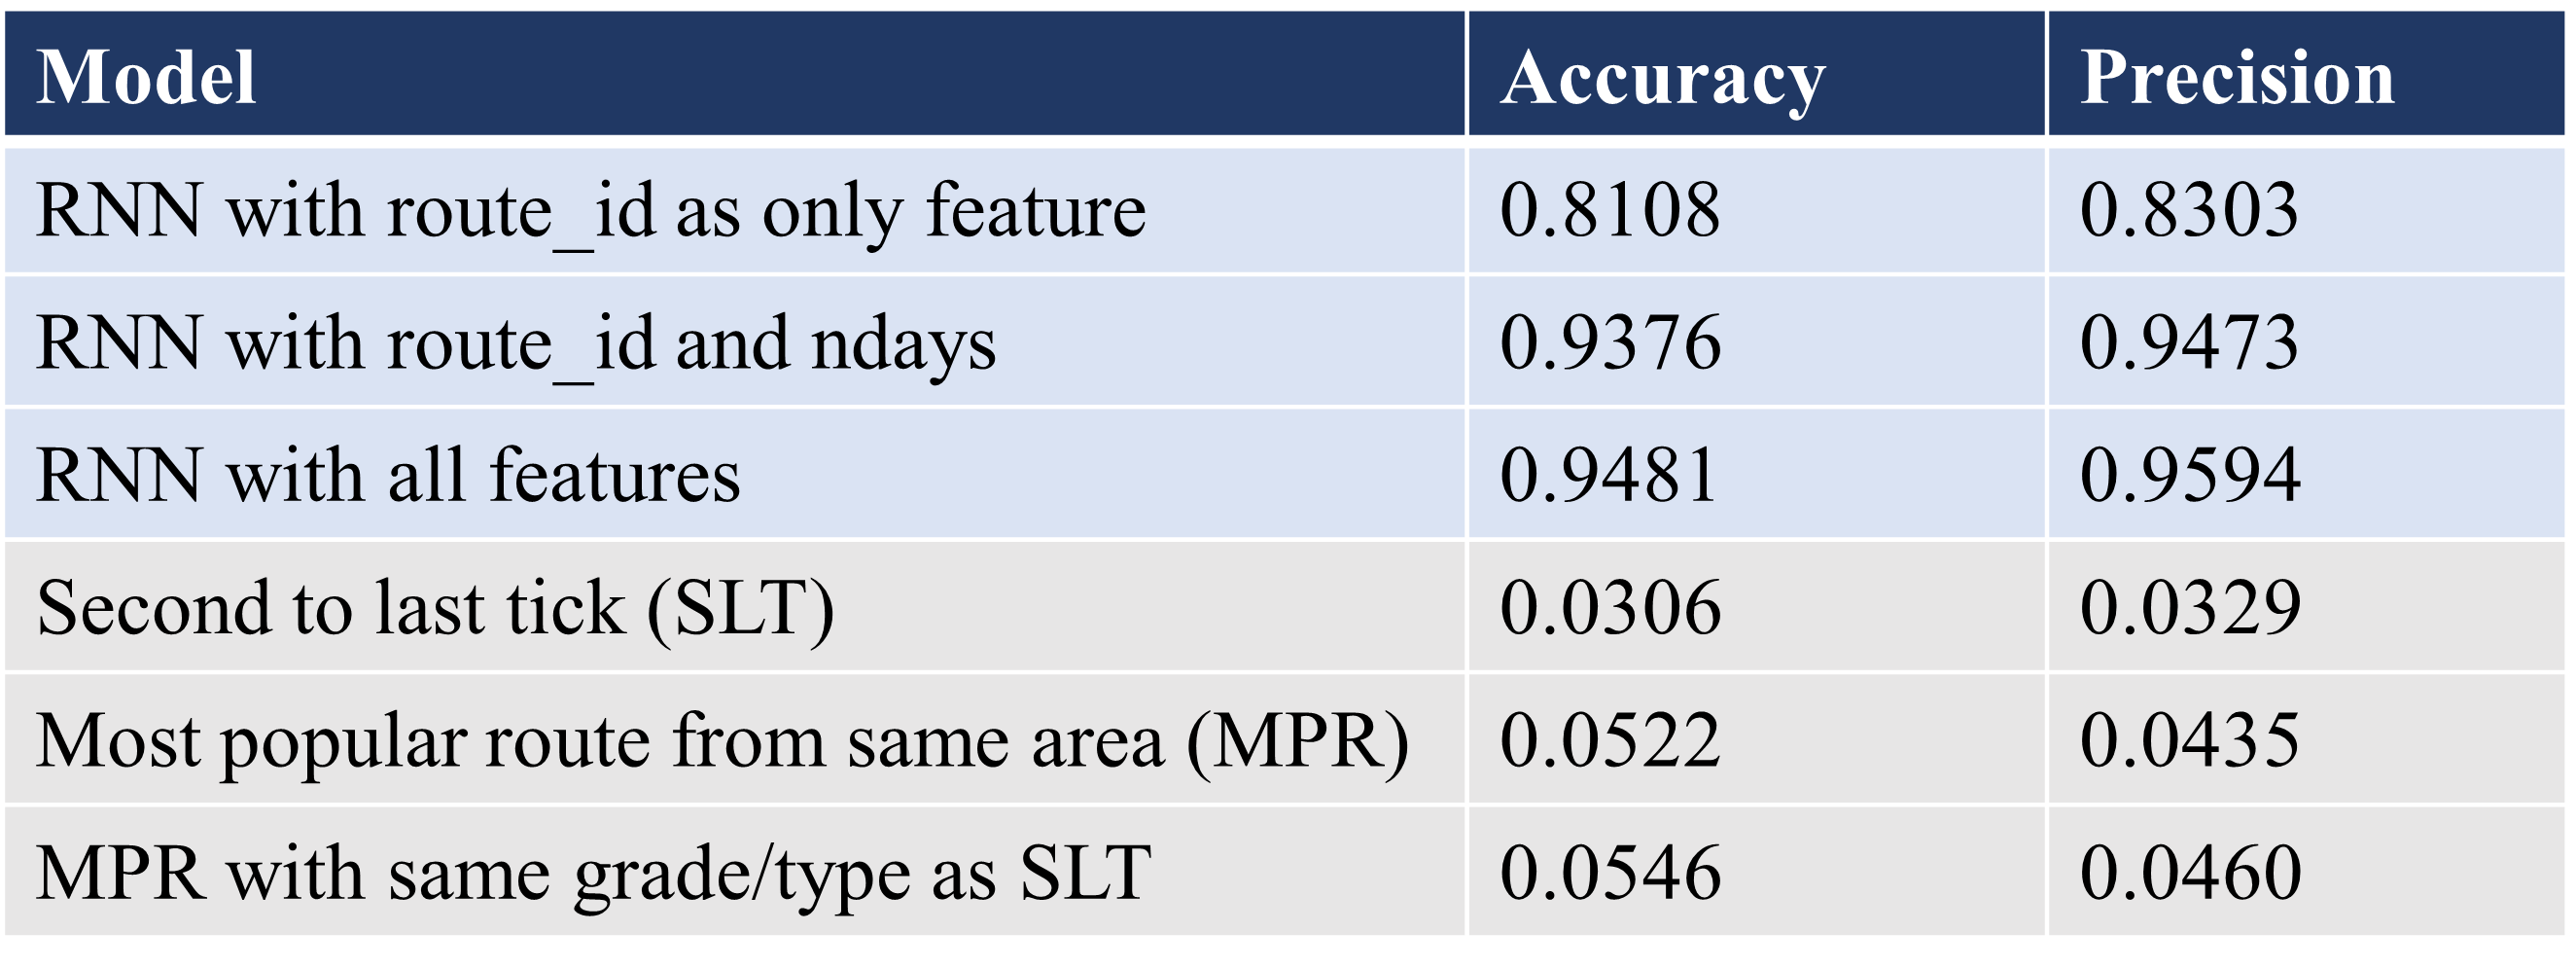 Model Accuracy Precision
RNN with route_id as only feature 0.8108 0.8303
RNN with route_id and ndays 0.9376 0.9473
RNN with all features 0.9481 0.9594
Second to last tick (SLT) 0.0306 0.0329
Most popular route from same area (MPR) 0.0522 0.0435
MPR with same grade/type as SLT 0.0546 0.0460